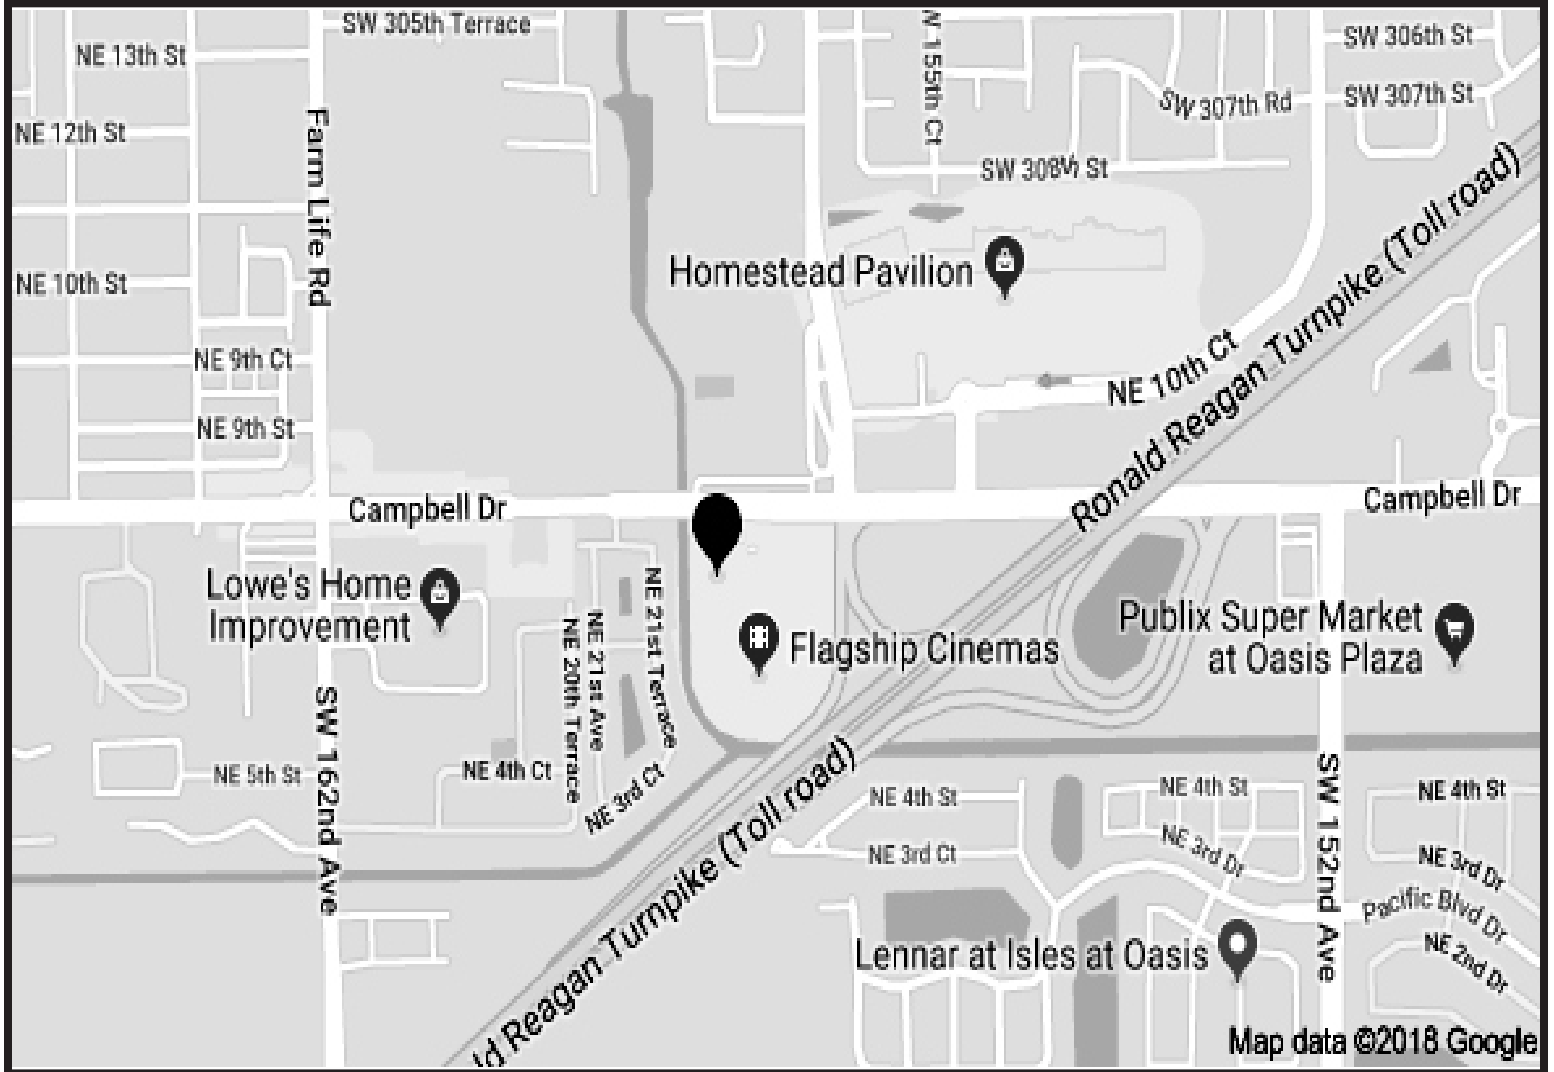 SW 305th Terrace
NE 13th St
SW 306th St
W 155th Ct
SW 307th Rd
SW 307th St
NE 12th St
Farm Life Rd
SW 308th St
Homestead Pavilion
NE 10th St
NE 10th Ct
Ronald Reagan Turnpike (Toll road)
NE 9th Ct
NE 9th St
Campbell Dr
Campbell Dr
Lowe's Home
Improvement
NE 21st Terrace
NE 21st Ave
NE 20th Terrace
Flagship Cinemas
Publix Super Market
at Oasis Plaza
SW 162nd Ave
NE 5th St
NE 4th Ct
NE 3rd Ct
ld Reagan Turnpike (Toll road)
NE 4th St
NE 3rd Ct
NE 4th St
NE 3rd Dr
SW 152nd Ave
NE 4th St
NE 3rd Dr
Pacific Blvd Dr
NE 2nd Dr
Lennar at Isles at Oasis
Map data ©2018 Google